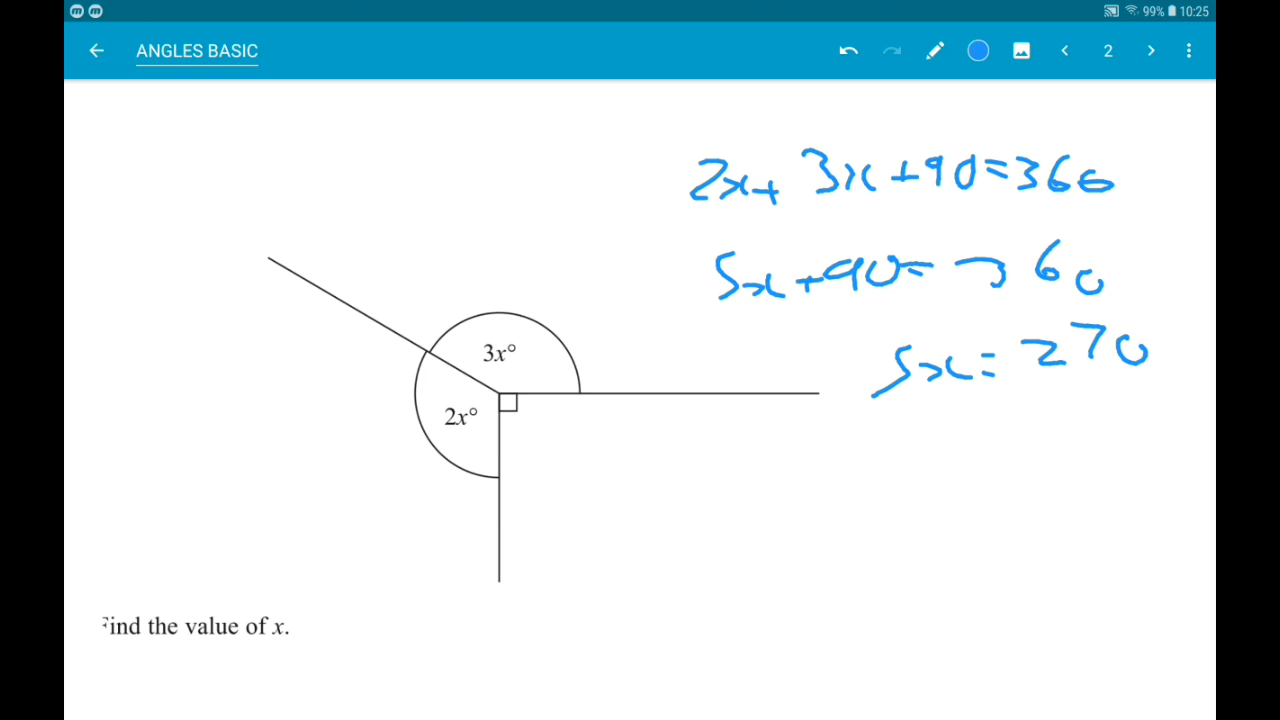 99% 10:25
ANGLES BASIC
2
2x+ 3x+90=360
5x+90=360
5x=270
3x°
2x°
Find the value of x.